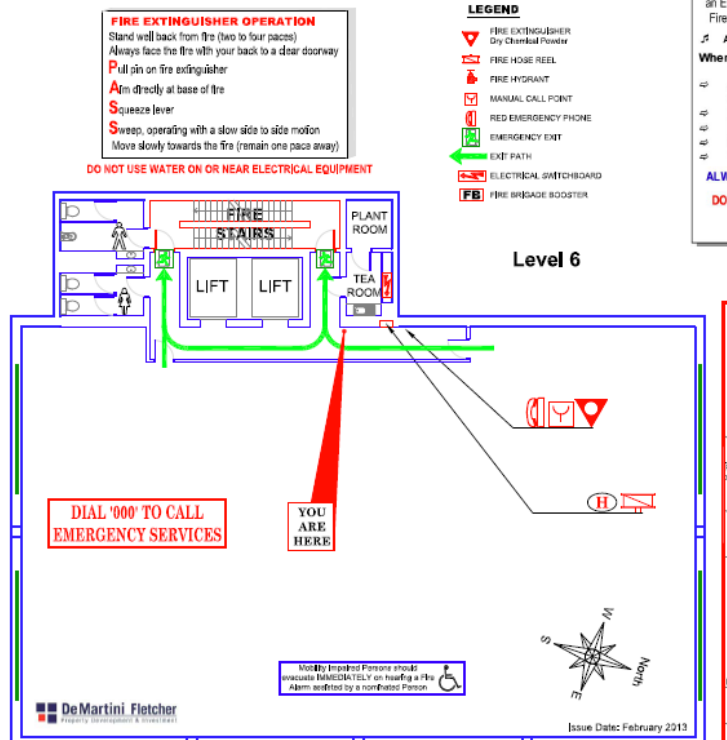 FIRE EXTINGUISHER OPERATION
Stand well back from fire (two to four paces)
Always face the fire with your back to a clear doorway
Pull pin on fire extinguisher
Aim directly at base of fire
Squeeze lever
Sweep, operating with a slow side to side motion
Move slowly towards the fire (remain one pace away)
DO NOT USE WATER ON OR NEAR ELECTRICAL EQUIPMENT
LEGEND
FIRE EXTINGUISHER
Dry Chemical Powder
FIRE HOSE REEL
FIRE HYDRANT
MANUAL CALL POINT
RED EMERGENCY PHONE
EMERGENCY EXIT
EXIT PATH
ELECTRICAL SWITCHBOARD
FB FIRE BRIGADE BOOSTER
an E
Fire
A
When
ALW
DO
Level 6
FIRE
STAIRS
PLANT
ROOM
LIFT
LIFT
TEA
ROOM
H
DIAL '000' TO CALL
EMERGENCY SERVICES
YOU
ARE
HERE
W
S
North
E
Mobility Impaired Persons should
evacuate IMMEDIATELY on hearing a Fire
Alarm assisted by a nominated Person
DeMartini Fletcher
Property Development & Investment
Issue Date: February 2013